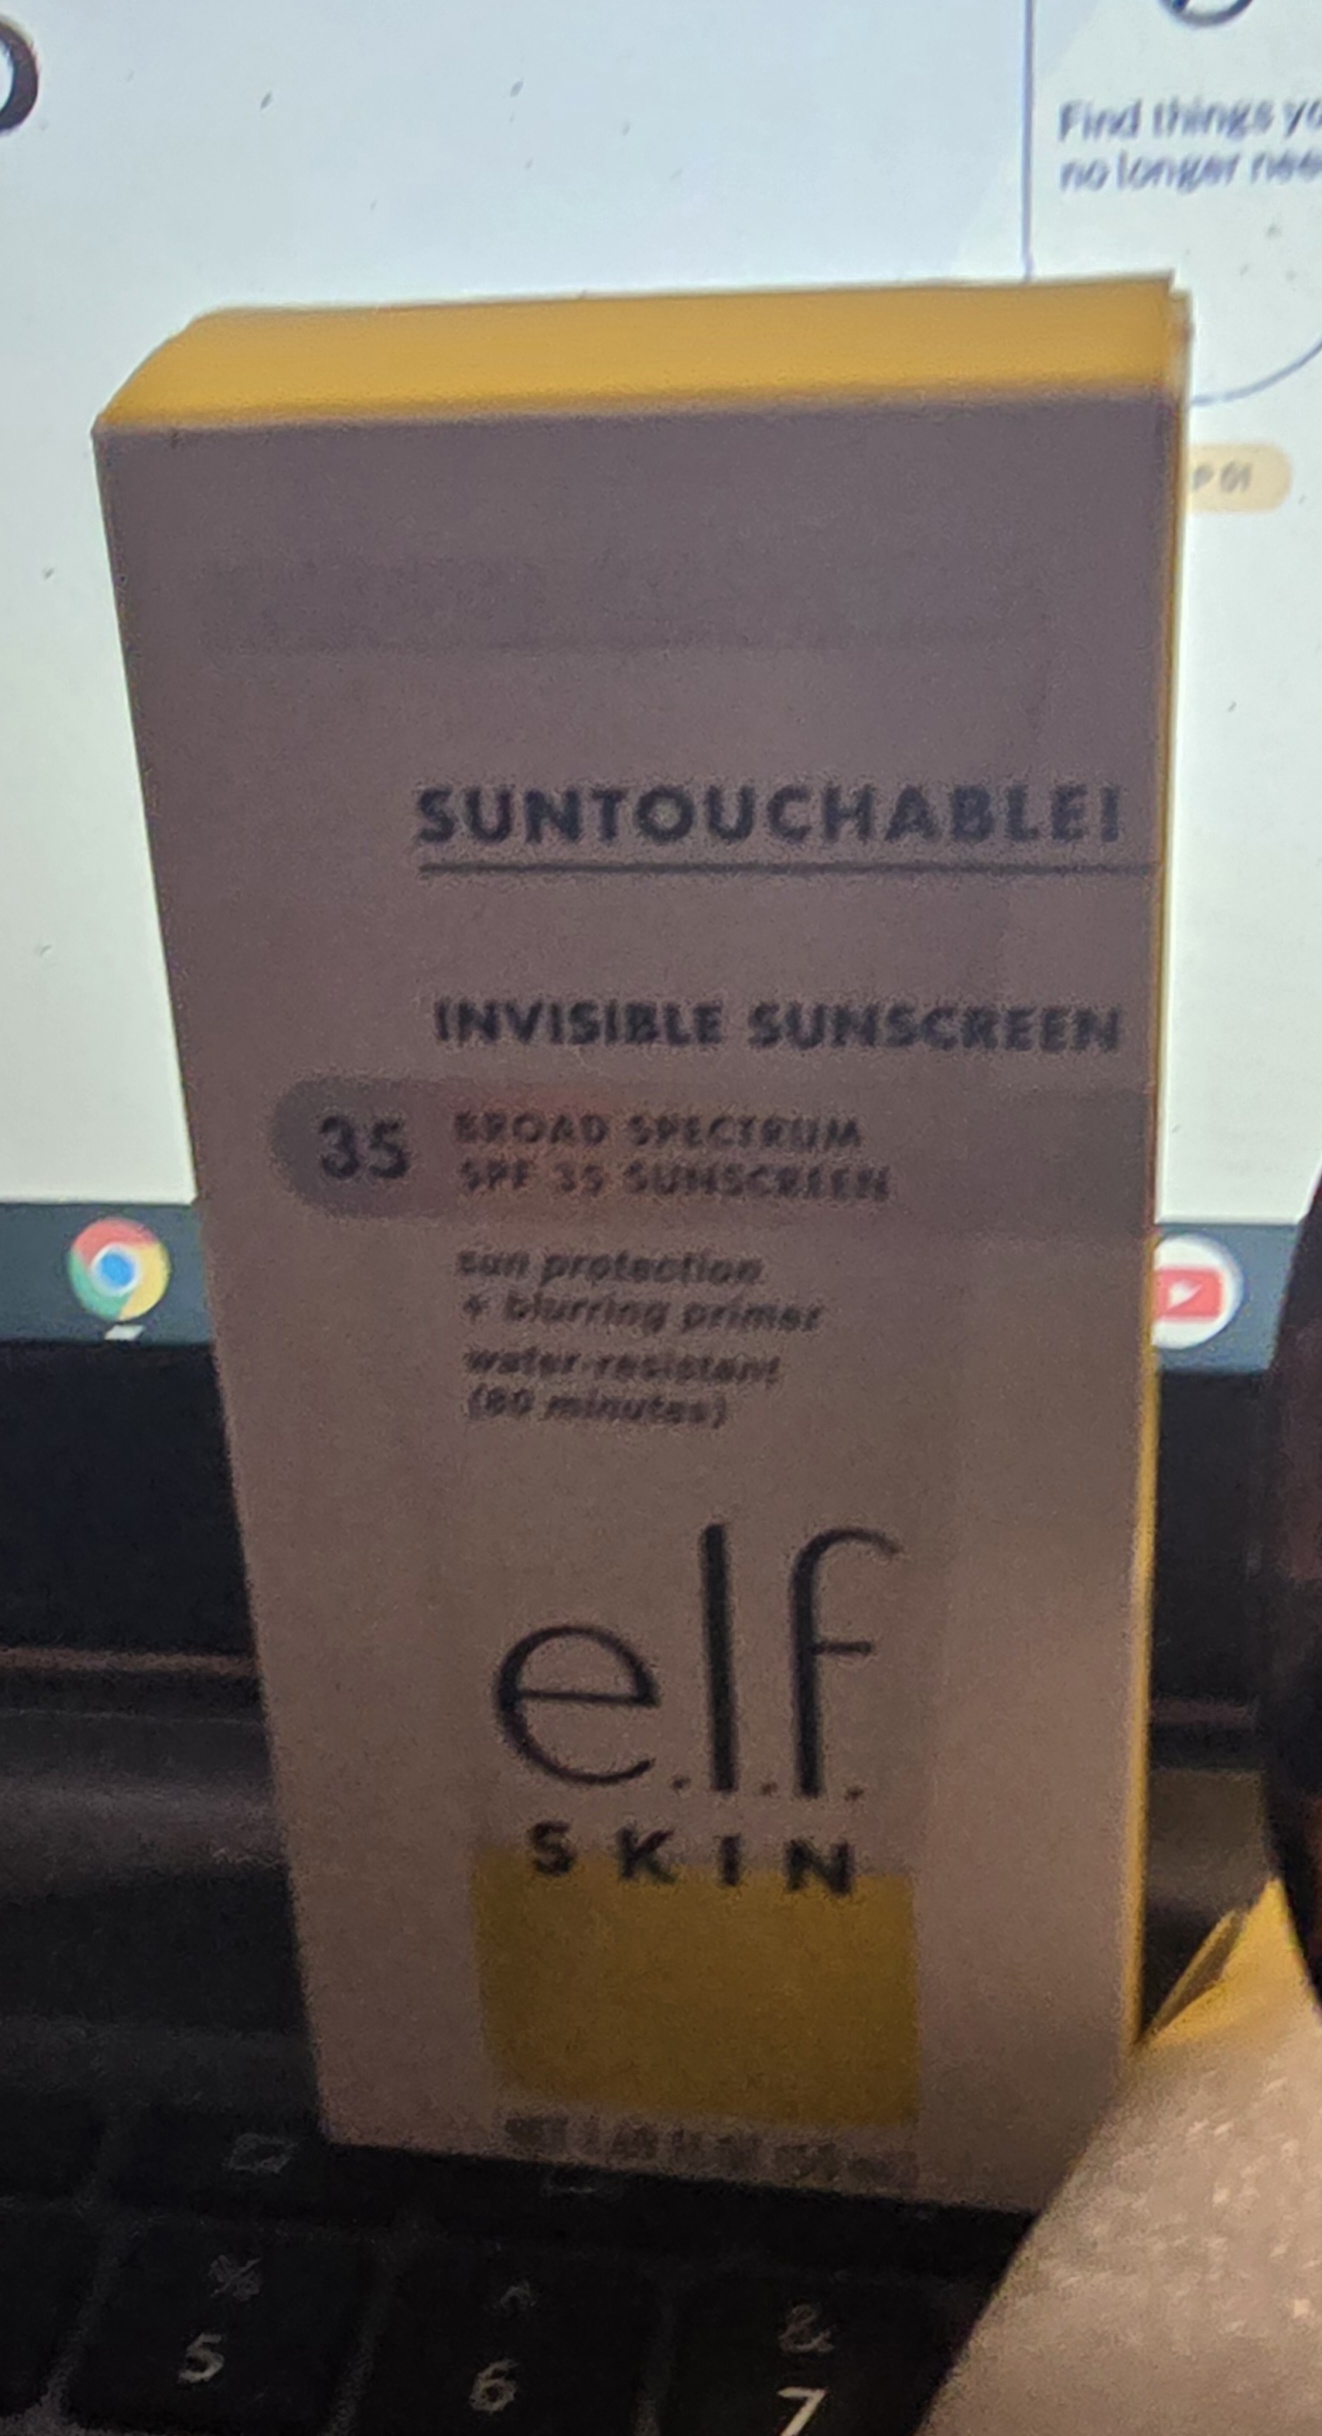 Find things yo
no longer nee
SUNTOUCHABLE!
INVISIBLE SUNSCREEN
35
BROAD SPECTRUM
SPF 35 SUNSCREEN
sun protection
+ blurring primer
water-resistant
(80 minutes)
e.l.f.
SKIN
% ^ &
5 6 7